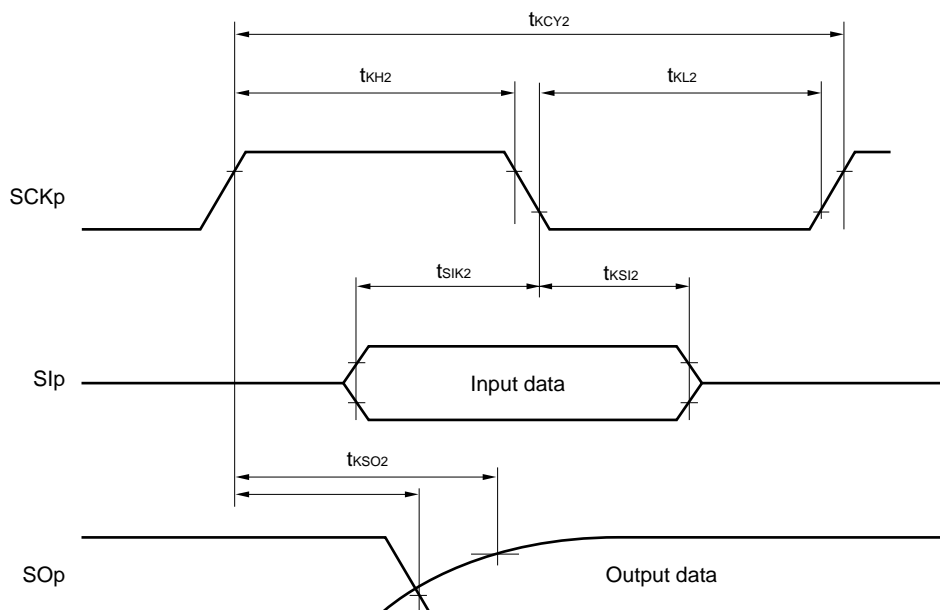 tKCY2
tKH2
tKL2
SCKp
tSIK2
tKSI2
SIp
Input data
tKSO2
SOp
Output data